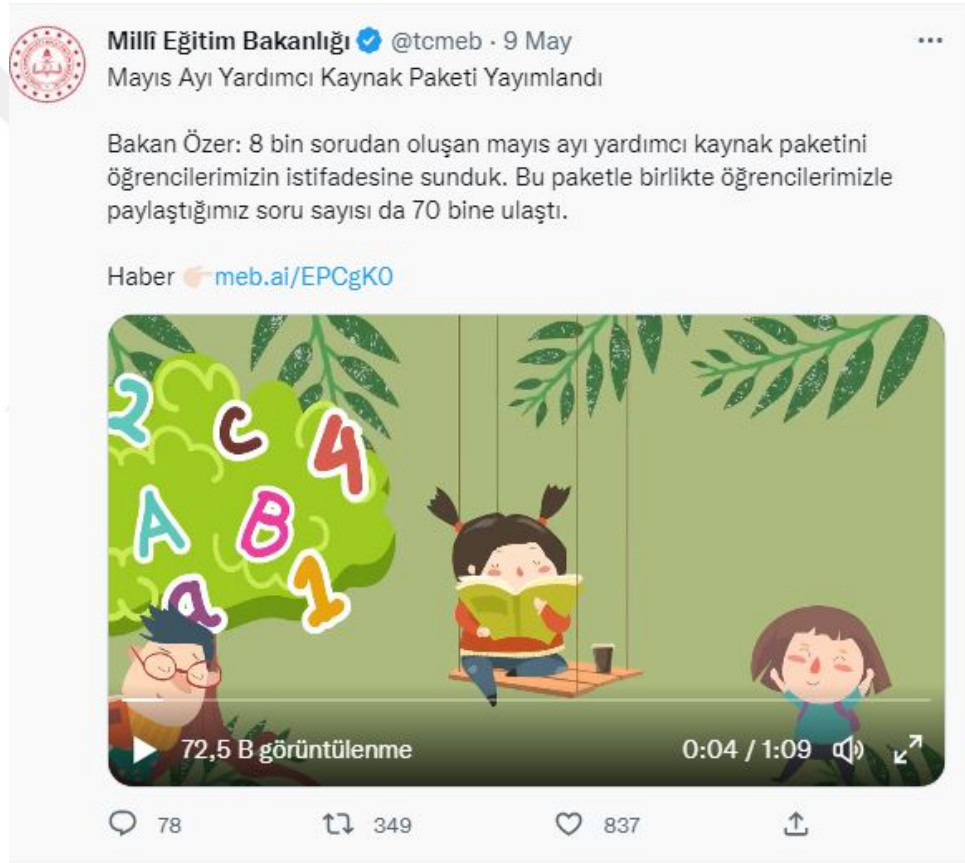 Millî Eğitim Bakanlığı @tcmeb · 9 May
Mayıs Ayı Yardımcı Kaynak Paketi Yayımlandı
Bakan Özer: 8 bin sorudan oluşan mayıs ayı yardımcı kaynak paketini
öğrencilerimizin istifadesine sunduk. Bu paketle birlikte öğrencilerimizle
paylaştığımız soru sayısı da 70 bine ulaştı.
Haber 👉🏻 meb.ai/EPCgK0
2 C 4
A B
a 1
72,5 B görüntülenme 0:04 / 1:09
78 349 837